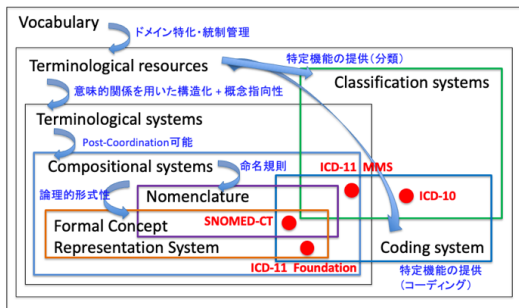 Vocabulary
ドメイン特化・統制管理
Terminological resources
特定機能の提供(分類)
Classification systems
意味的関係を用いた構造化 + 概念指向性
Terminological systems
Post-Coordination可能
Compositional systems
命名規則
ICD-11 MMS
ICD-10
論理的形式性
Nomenclature
SNOMED-CT
Formal Concept
Representation System
Coding system
ICD-11 Foundation
特定機能の提供
(コーディング)